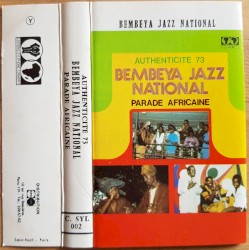 AUTHENTICITE 73
BEMBEYA JAZZ NATIONAL
PARADE AFRICAINE
C. SYL
002
DISTRIBUTION
BEMBEYA JAZZ NATIONAL
AUTHENTICITE 73
BEMBEYA JAZZ
NATIONAL
PARADE AFRICAINE